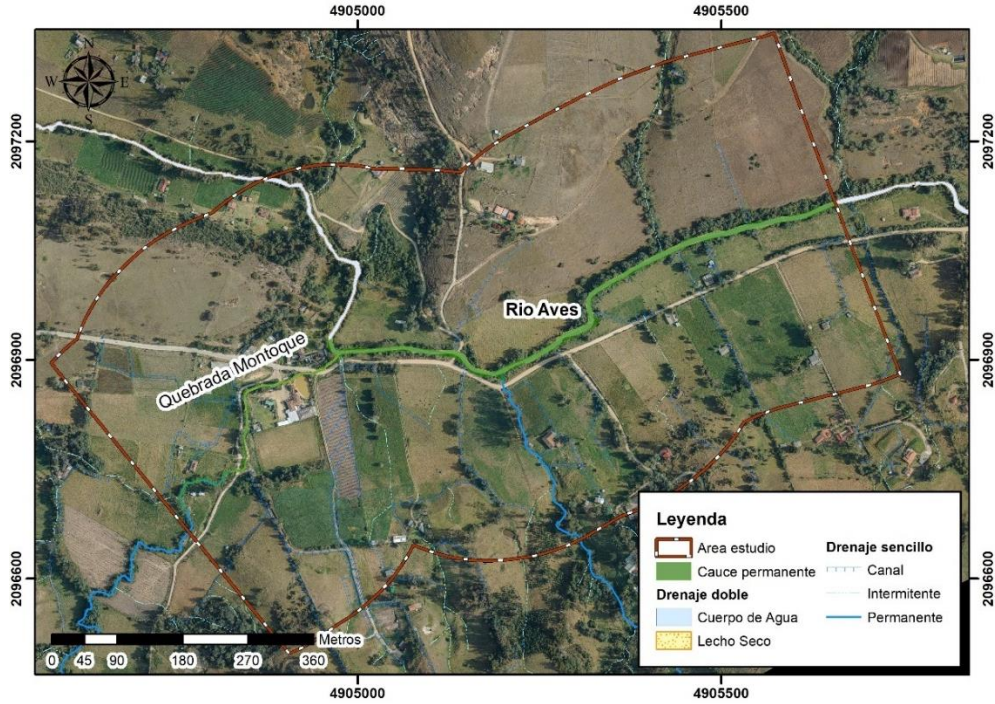 4905000
4905500
N
W
E
S
2097200
2097200
Rio Aves
Quebrada Montoque
2096900
2096900
2096600
2096600
Leyenda
Area estudio
Cauce permanente
Drenaje doble
Cuerpo de Agua
Lecho Seco
Drenaje sencillo
Canal
Intermitente
Permanente
Metros
0 45 90 180 270 360
4905000
4905500